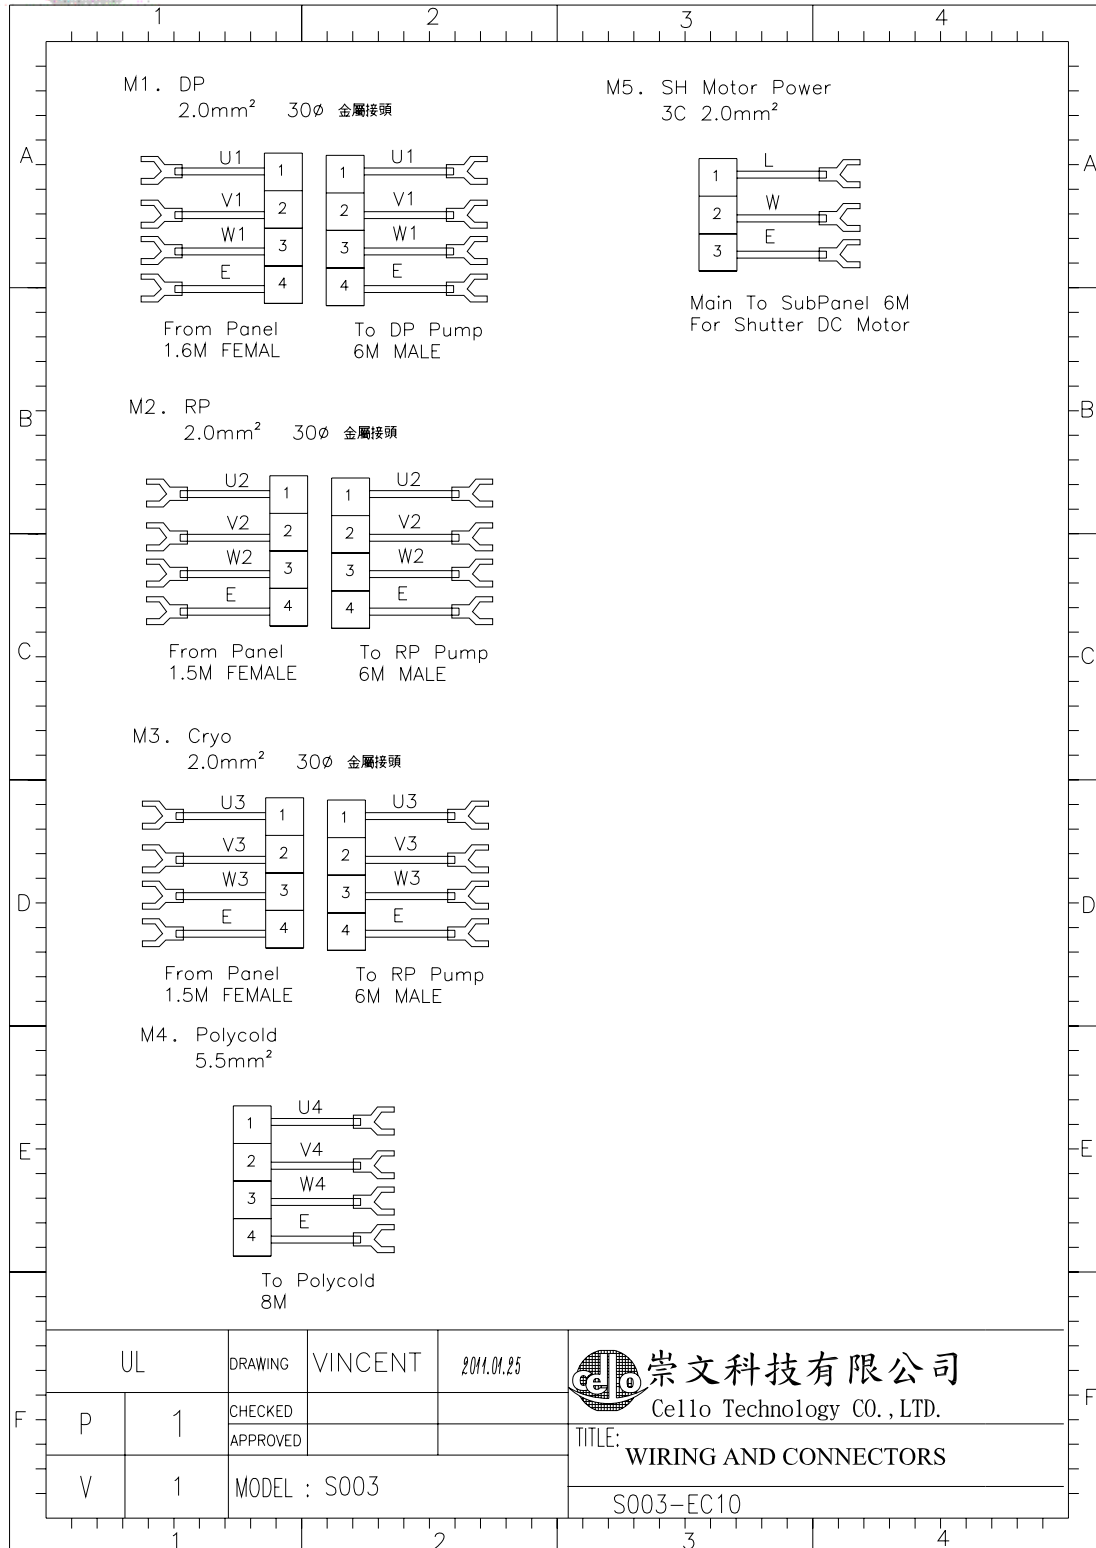 1 2 3 4
M1. DP
2.0mm² 30Ø 金屬接頭
U1 1 1 U1
V1 2 2 V1
W1 3 3 W1
E 4 4 E
From Panel
1.6M FEMAL
To DP Pump
6M MALE
M5. SH Motor Power
3C 2.0mm²
1 L
2 W
3 E
Main To SubPanel 6M
For Shutter DC Motor
A A
B B
M2. RP
2.0mm² 30Ø 金屬接頭
U2 1 1 U2
V2 2 2 V2
W2 3 3 W2
E 4 4 E
From Panel
1.5M FEMALE
To RP Pump
6M MALE
C C
M3. Cryo
2.0mm² 30Ø 金屬接頭
U3 1 1 U3
V3 2 2 V3
W3 3 3 W3
E 4 4 E
From Panel
1.5M FEMALE
To RP Pump
6M MALE
D D
M4. Polycold
5.5mm²
1 U4
2 V4
3 W4
4 E
To Polycold
8M
E E
UL DRAWING VINCENT 2011.01.25
P 1 CHECKED
APPROVED
V 1 MODEL : S003
Cello
崇文科技有限公司
Cello Technology CO.,LTD.
TITLE: WIRING AND CONNECTORS
S003-EC10
F F
1 2 3 4